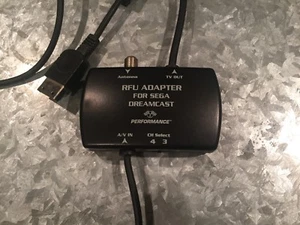 Antenna TV OUT
RFU ADAPTER
FOR SEGA
DREAMCAST
PERFORMANCE
A/V IN CH Select
4 3